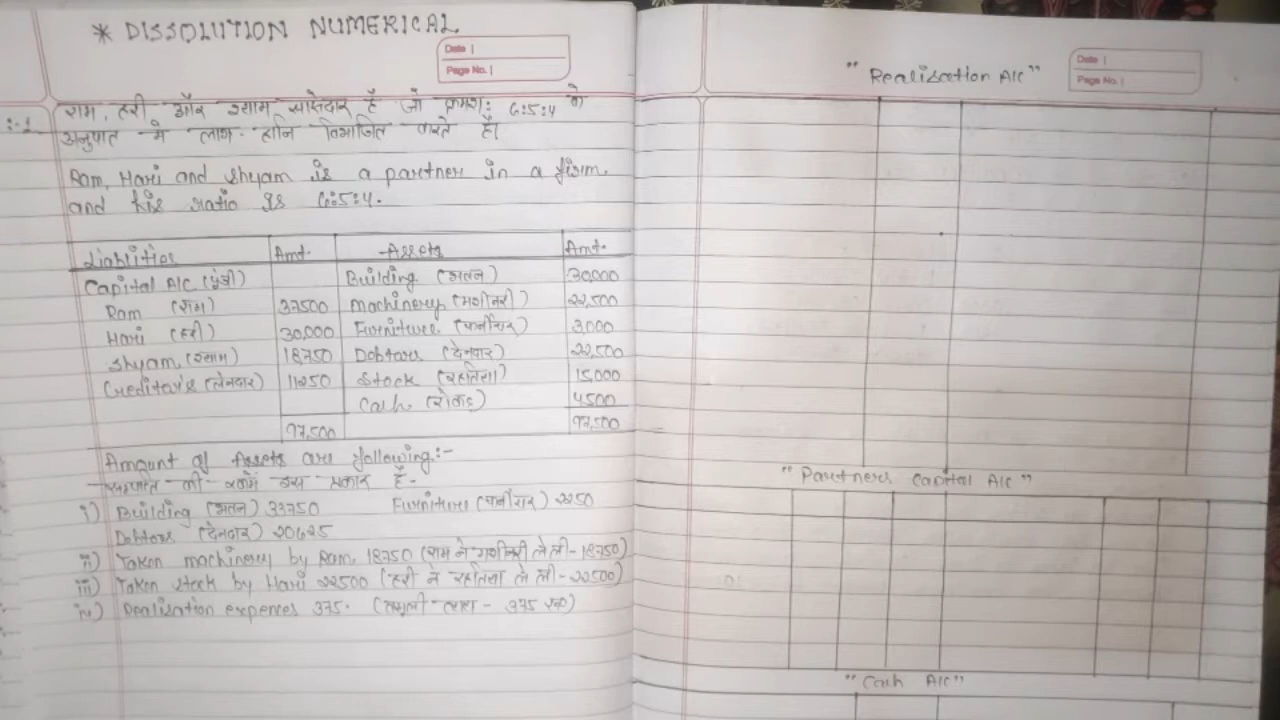 * DISSOLUTION NUMERICAL
Date |
Page No. |
:-1 राम, हरी और श्याम साझेदार है जो क्रमश: 6:5:4 के
अनुपात मे लाभ-हानि विभाजित करते है।
Ram, Hari and Shyam is a partner in a firm
and his ratio is 6:5:4.
Liabilities Amt. Assets Amt.
Capital A/C (पूंजी) Building (भवन) 30,000
Ram (राम) 37500 Machinery (मशीनरी) 22,500
Hari (हरी) 30,000 Furniture (फर्नीचर) 3,000
Shyam (श्याम) 18750 Debtors (देनदार) 22,500
Creditor's (लेनदार) 11250 Stock (रहतिया) 15,000
Cash (रोकड़) 4500
97,500 97,500
Amount of Assets are following:-
सम्पत्ति की रकमें इस प्रकार है -
i) Building (भवन) 33750 Furniture (फर्नीचर) 2250
Debtors (देनदार) 20625
ii) Taken machinery by Ram, 18750 (राम ने मशीनरी ले ली - 18750)
iii) Taken stock by Hari 22500 (हरी ने रहतिया ले ली - 22500)
iv) Realisation expenses 375. (वसूली व्यय - 375 रु०)
"Realisation A/C"
Date |
Page No. |
"Partners Capital A/C"
"Cash A/C"